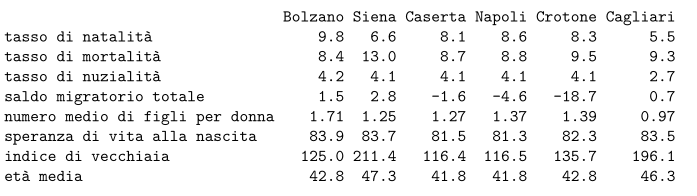 Bolzano Siena Caserta Napoli Crotone Cagliari
tasso di natalità 9.8 6.6 8.1 8.6 8.3 5.5
tasso di mortalità 8.4 13.0 8.7 8.8 9.5 9.3
tasso di nuzialità 4.2 4.1 4.1 4.1 4.1 2.7
saldo migratorio totale 1.5 2.8 -1.6 -4.6 -18.7 0.7
numero medio di figli per donna 1.71 1.25 1.27 1.37 1.39 0.97
speranza di vita alla nascita 83.9 83.7 81.5 81.3 82.3 83.5
indice di vecchiaia 125.0 211.4 116.4 116.5 135.7 196.1
età media 42.8 47.3 41.8 41.8 42.8 46.3